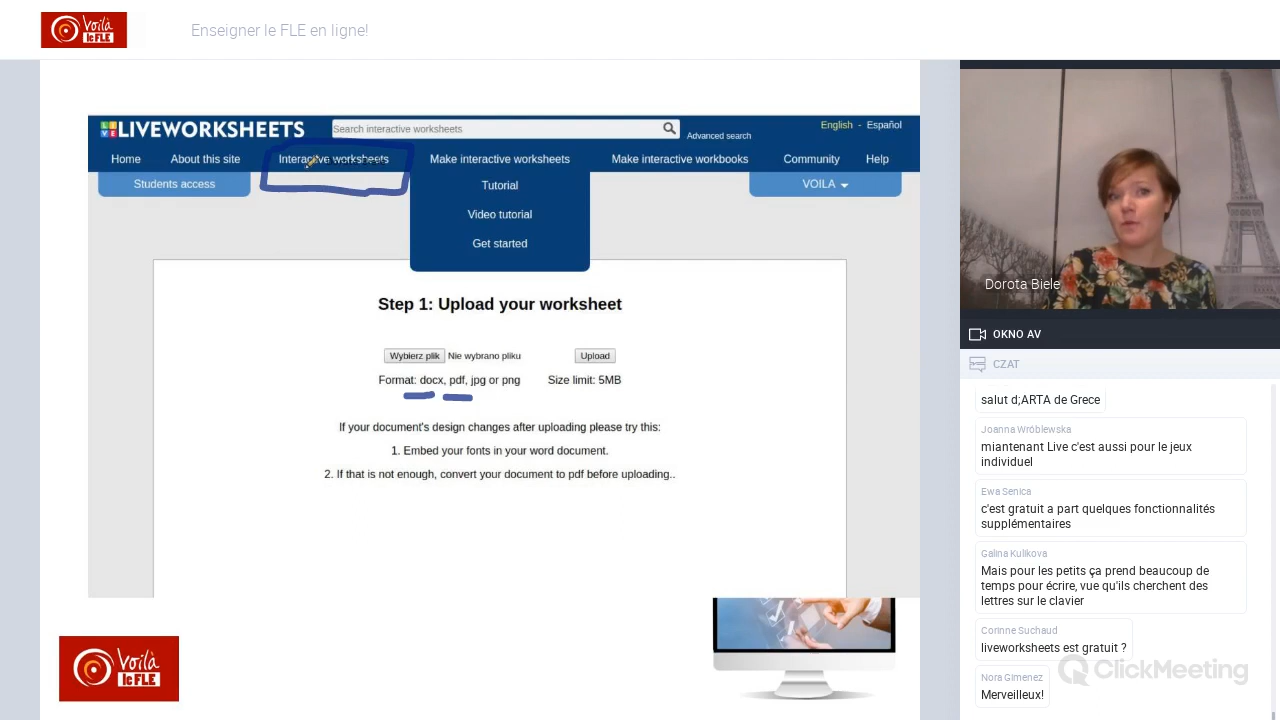 Voilà
le FLE
Enseigner le FLE en ligne!
LIVE
LIVEWORKSHEETS
Search interactive worksheets
Advanced search
English - Español
Home
About this site
Interactive worksheets
Make interactive worksheets
Make interactive workbooks
Community
Help
Students access
Tutorial
Video tutorial
Get started
VOILA
Step 1: Upload your worksheet
Wybierz plik Nie wybrano pliku
Upload
Format: docx, pdf, jpg or png
Size limit: 5MB
If your document's design changes after uploading please try this:
1. Embed your fonts in your word document.
2. If that is not enough, convert your document to pdf before uploading..
Voilà
le FLE
Dorota Biele
OKNO AV
CZAT
salut d;ARTA de Grece
Joanna Wróblewska
miantenant Live c'est aussi pour le jeux
individuel
Ewa Senica
c'est gratuit a part quelques fonctionnalités
supplémentaires
Galina Kulikova
Mais pour les petits ça prend beaucoup de
temps pour écrire, vue qu'ils cherchent des
lettres sur le clavier
Corinne Suchaud
liveworksheets est gratuit ?
Nora Gimenez
Merveilleux!
ClickMeeting